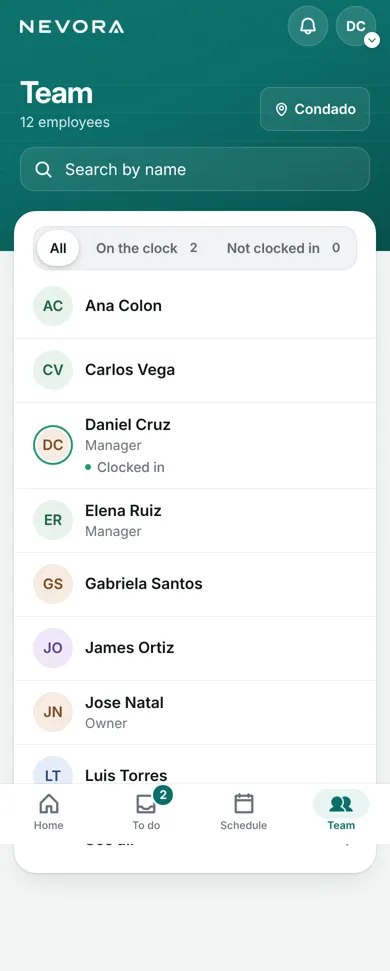 NEVORA
DC
Team
12 employees
Condado
Search by name
All
On the clock 2
Not clocked in 0
AC
Ana Colon
CV
Carlos Vega
DC
Daniel Cruz
Manager
Clocked in
ER
Elena Ruiz
Manager
GS
Gabriela Santos
JO
James Ortiz
JN
Jose Natal
Owner
LT
Luis Torres
2
Home
To do
Schedule
Team